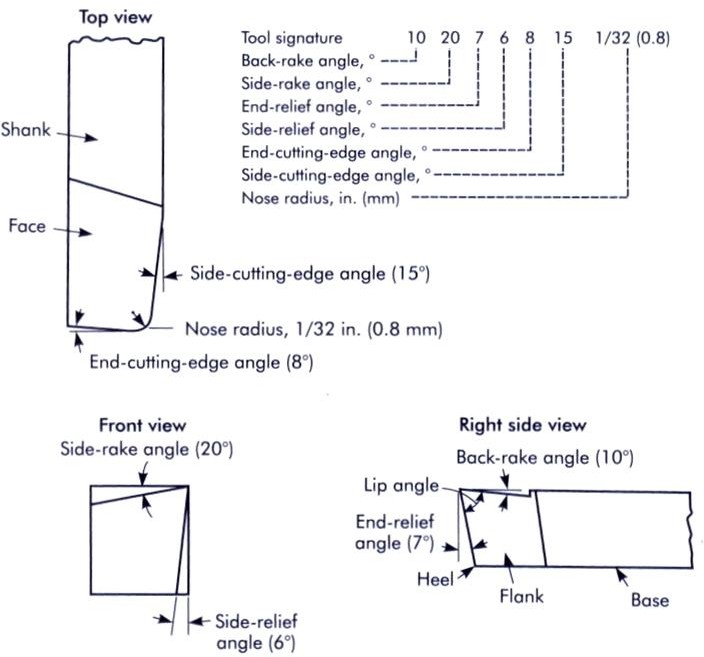 Top view
Tool signature 10 20 7 6 8 15 1/32 (0.8)
Back-rake angle, °
Side-rake angle, °
End-relief angle, °
Side-relief angle, °
End-cutting-edge angle, °
Side-cutting-edge angle, °
Nose radius, in. (mm)
Shank
Face
Side-cutting-edge angle (15°)
Nose radius, 1/32 in. (0.8 mm)
End-cutting-edge angle (8°)
Front view
Side-rake angle (20°)
Side-relief
angle (6°)
Right side view
Back-rake angle (10°)
Lip angle
End-relief
angle (7°)
Heel
Flank
Base